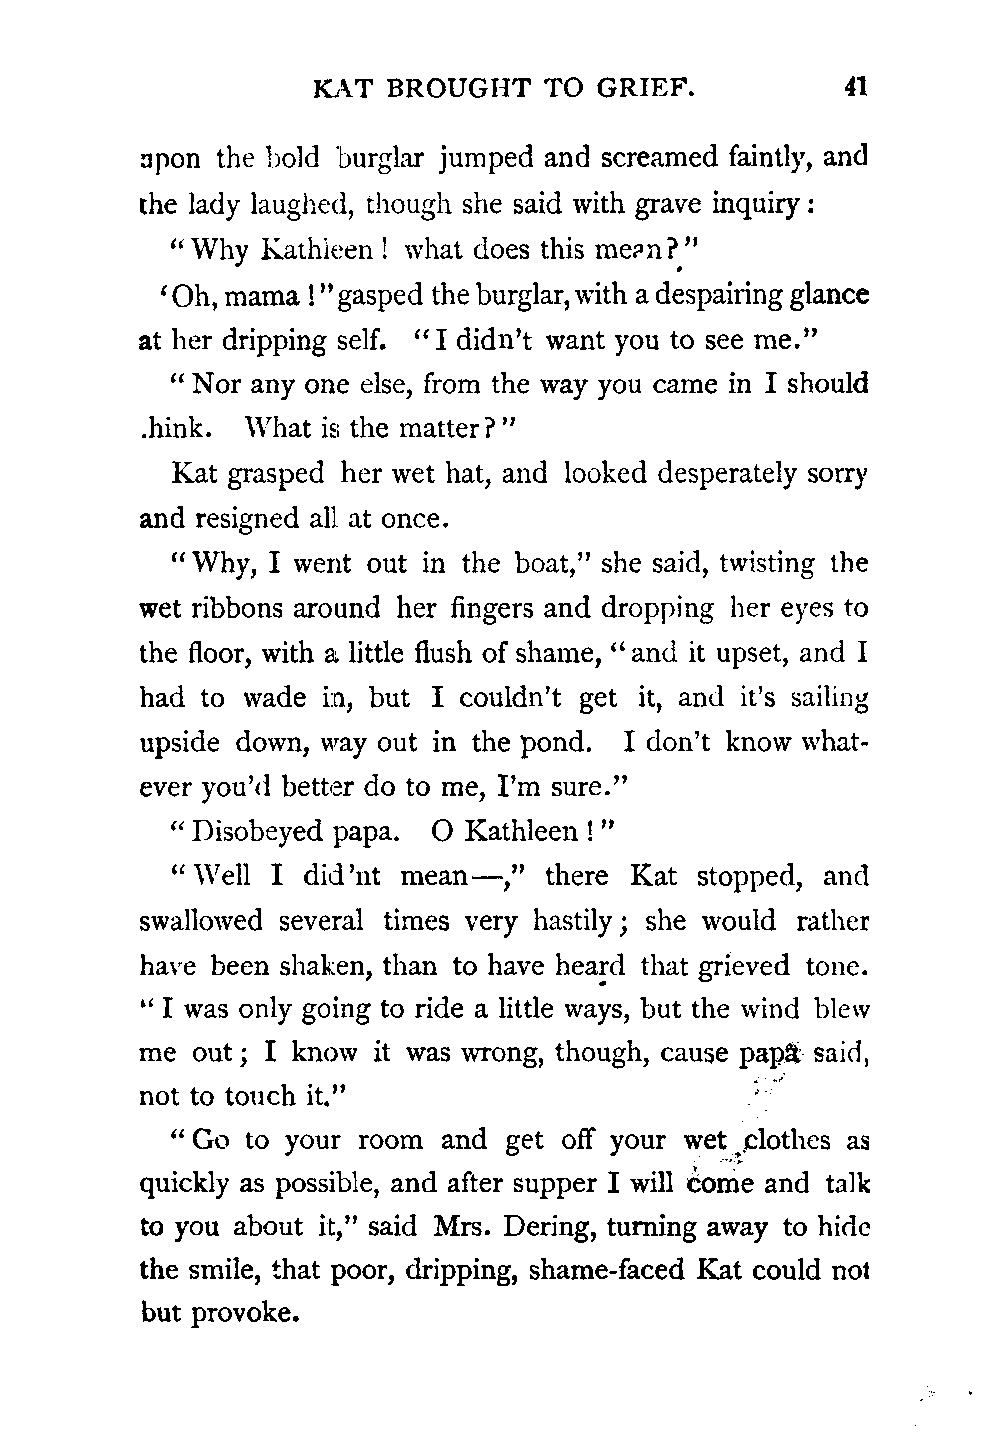 KAT BROUGHT TO GRIEF. 41
upon the bold burglar jumped and screamed faintly, and
the lady laughed, though she said with grave inquiry:
"Why Kathleen! what does this mean?"
'Oh, mama!" gasped the burglar, with a despairing glance
at her dripping self. "I didn't want you to see me."
"Nor any one else, from the way you came in I should
.hink. What is the matter?"
Kat grasped her wet hat, and looked desperately sorry
and resigned all at once.
"Why, I went out in the boat," she said, twisting the
wet ribbons around her fingers and dropping her eyes to
the floor, with a little flush of shame, "and it upset, and I
had to wade in, but I couldn't get it, and it's sailing
upside down, way out in the pond. I don't know what-
ever you'd better do to me, I'm sure."
"Disobeyed papa. O Kathleen!"
"Well I did'nt mean—," there Kat stopped, and
swallowed several times very hastily; she would rather
have been shaken, than to have heard that grieved tone.
"I was only going to ride a little ways, but the wind blew
me out; I know it was wrong, though, cause papa said,
not to touch it."
"Go to your room and get off your wet clothes as
quickly as possible, and after supper I will come and talk
to you about it," said Mrs. Dering, turning away to hide
the smile, that poor, dripping, shame-faced Kat could not
but provoke.